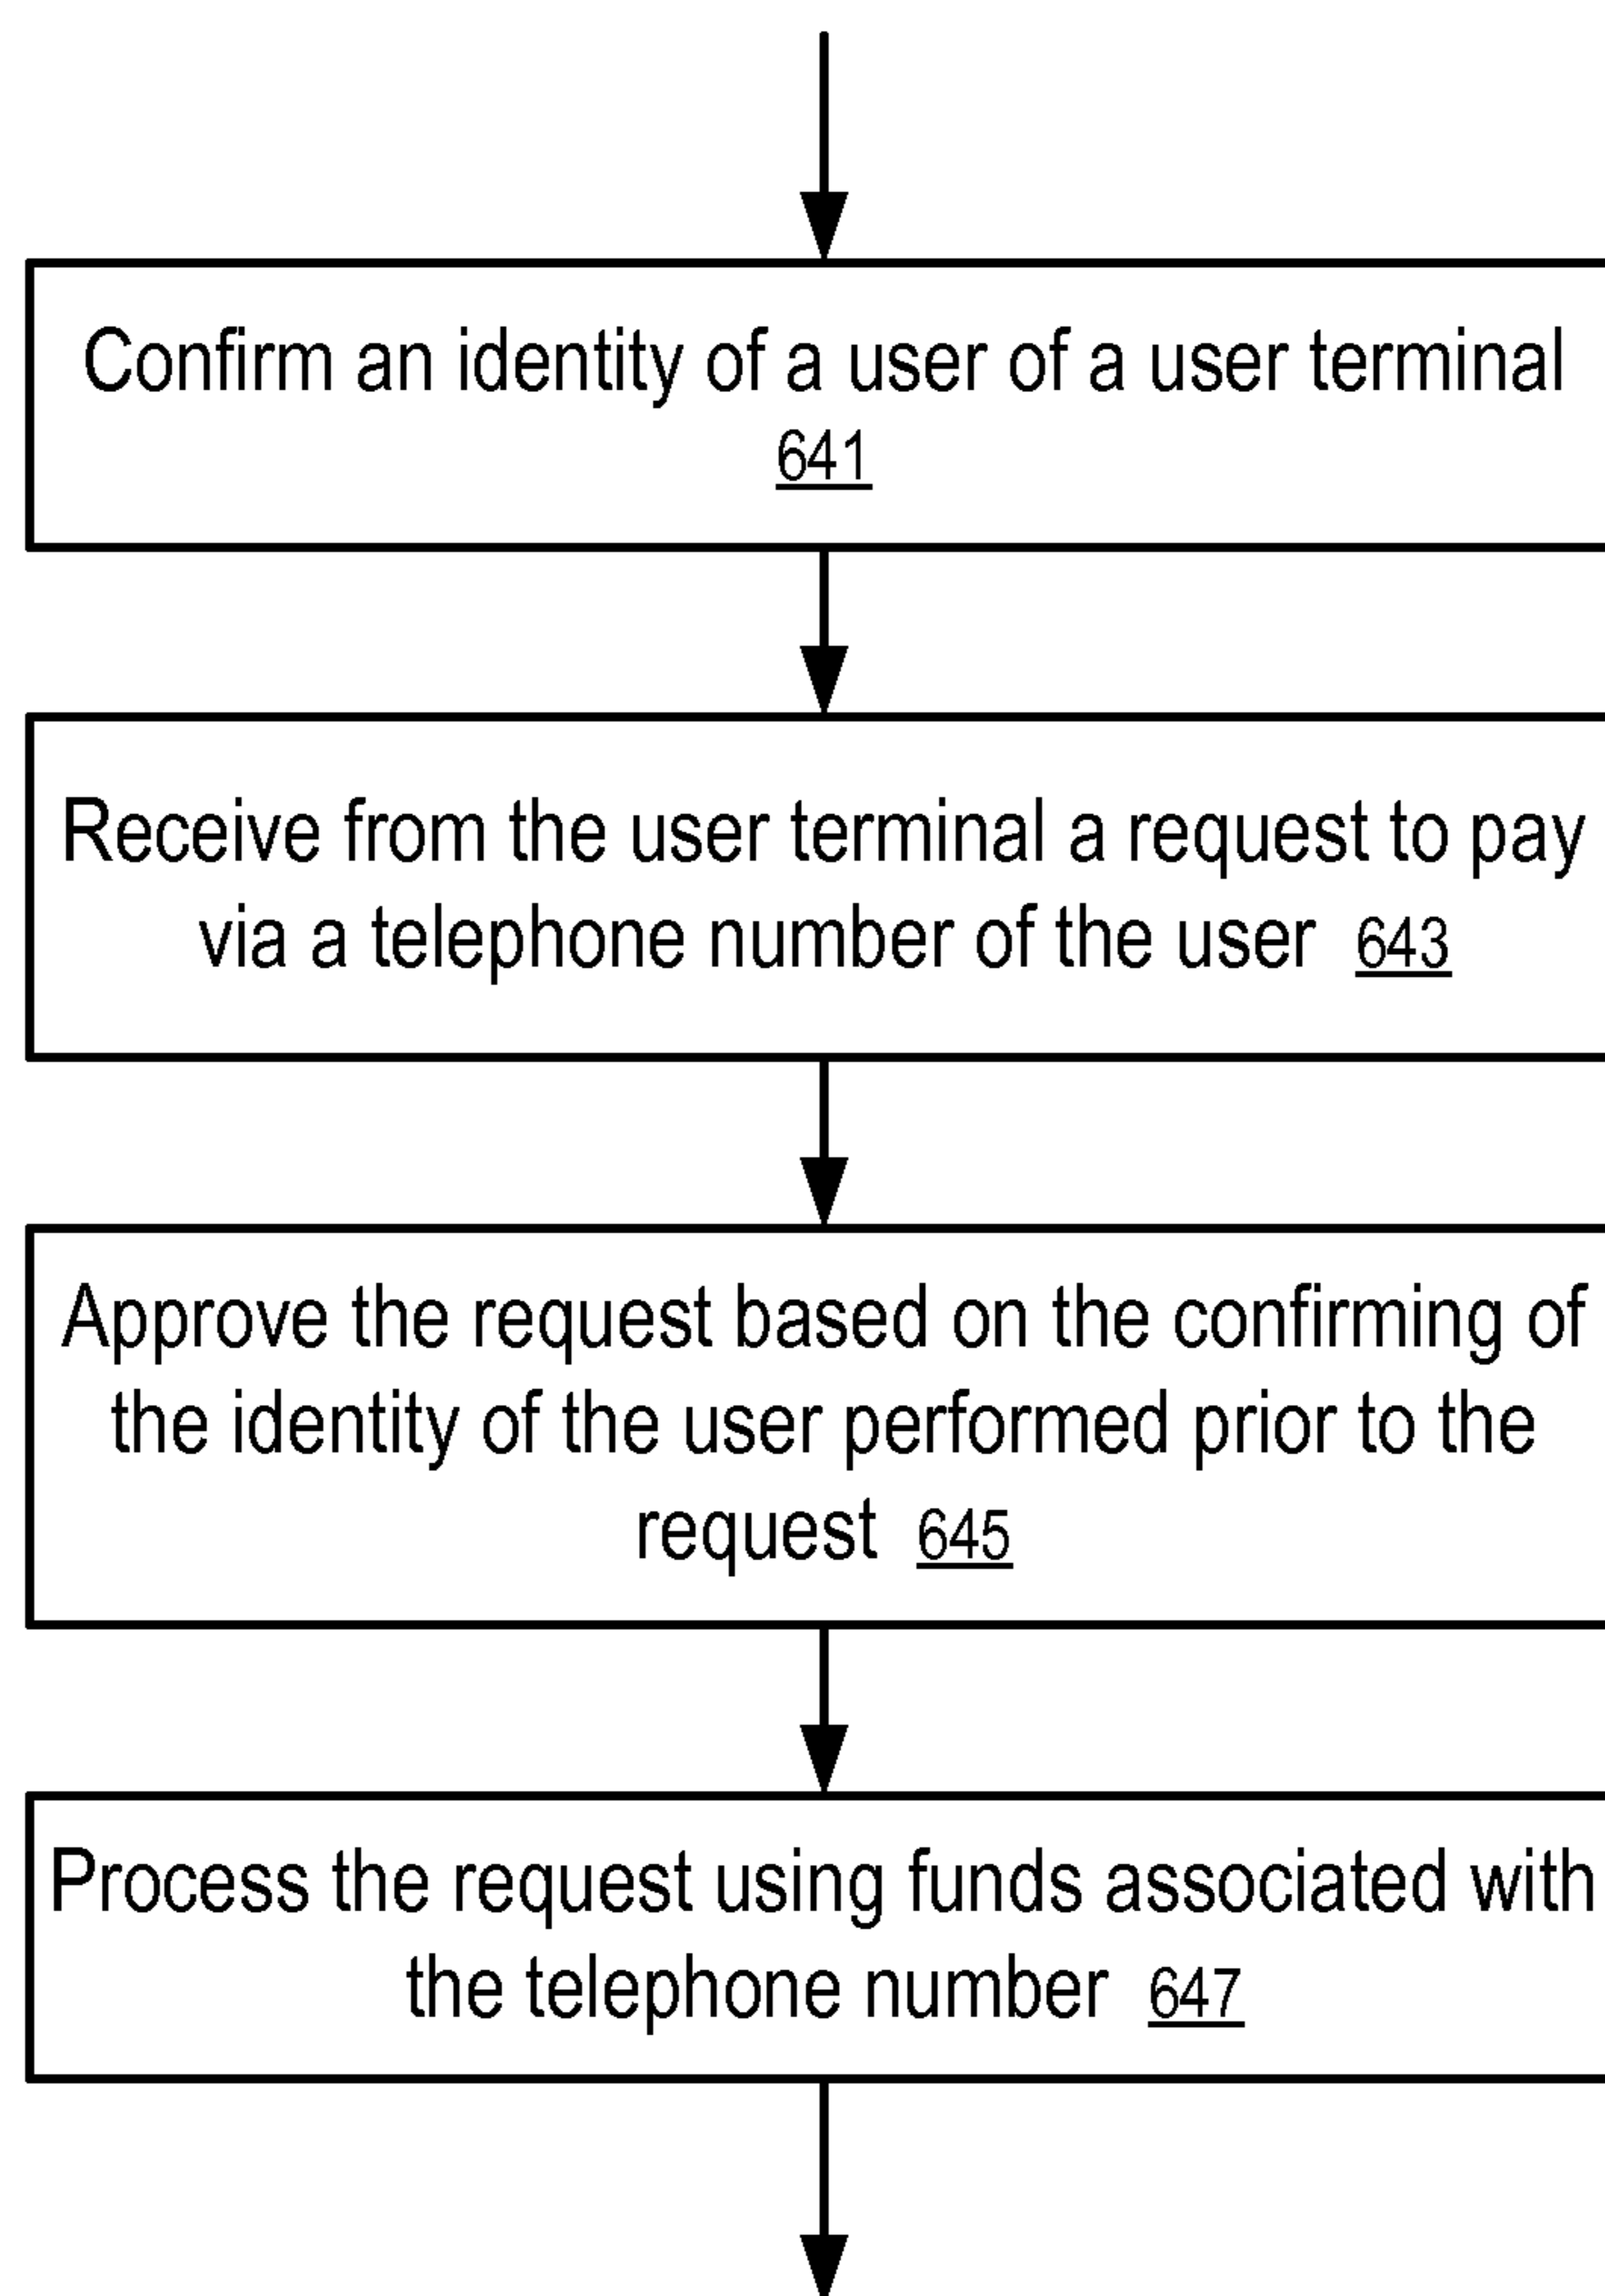 Confirm an identity of a user of a user terminal
641
Receive from the user terminal a request to pay
via a telephone number of the user 643
Approve the request based on the confirming of
the identity of the user performed prior to the
request 645
Process the request using funds associated with
the telephone number 647